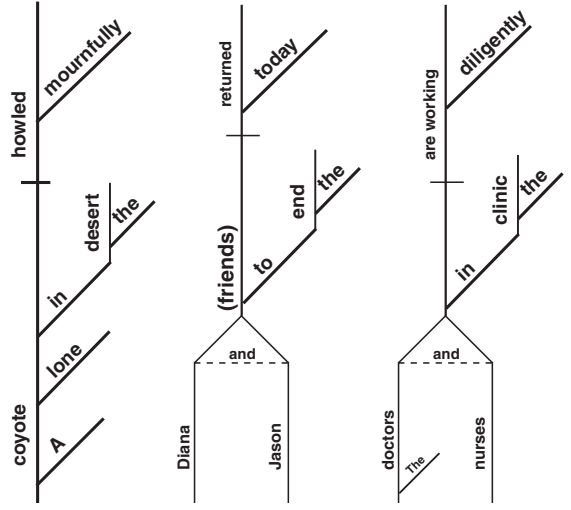 coyote
howled
A
lone
in
desert
the
mournfully
Diana
and
Jason
(friends)
returned
to
end
the
today
doctors
The
and
nurses
are working
in
clinic
the
diligently